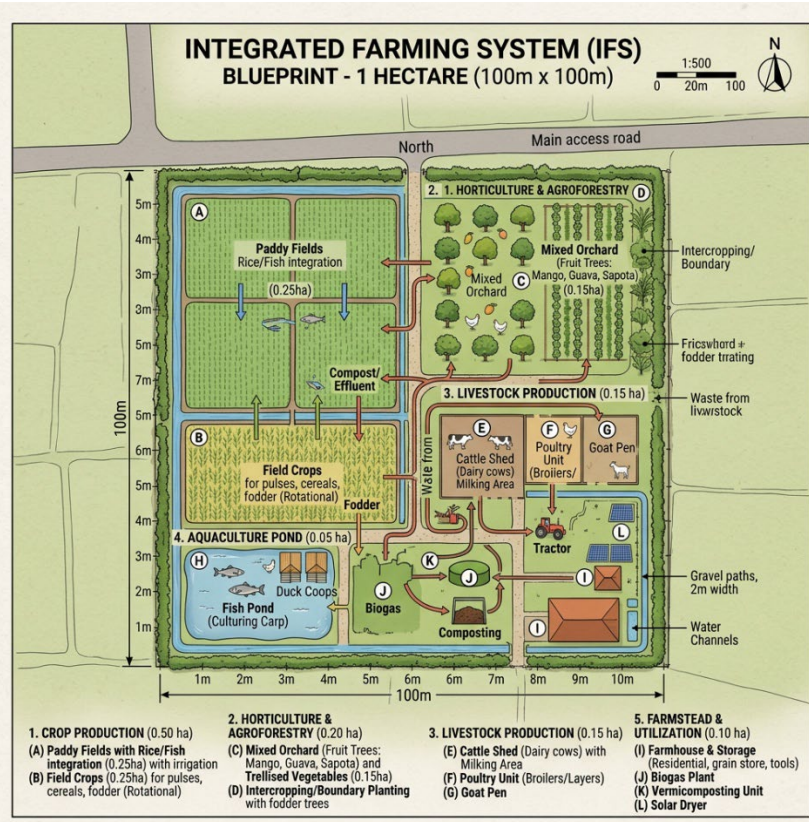 INTEGRATED FARMING SYSTEM (IFS)
BLUEPRINT - 1 HECTARE (100m x 100m)
1:500
0 20m 100
N
North
Main access road
100m
5m
4m
3m
3m
5m
7m
5m
6m
5m
4m
3m
2m
1m
A
Paddy Fields
Rice/Fish integration
(0.25ha)
Compost/
Effluent
2. 1. HORTICULTURE & AGROFORESTRY D
Mixed
Orchard
C
Mixed Orchard
(Fruit Trees:
Mango, Guava, Sapota)
(0.15ha)
Intercropping/
Boundary
fodder trating
Waste from
3. LIVESTOCK PRODUCTION (0.15 ha)
E
Cattle Shed
(Dairy cows)
Milking Area
F
Poultry
Unit
(Broilers/
G
Goat Pen
B
Field Crops
for pulses, cereals,
fodder (Rotational)
Fodder
Wate from
Tractor
L
4. AQUACULTURE POND (0.05 ha)
H
Duck Coops
Fish Pond
(Culturing Carp)
J
Biogas
K
J
Composting
I
I
Gravel paths,
2m width
Water
Channels
1m 2m 3m 4m 5m 6m 7m 8m 9m 10m
100m
1. CROP PRODUCTION (0.50 ha)
(A) Paddy Fields with Rice/Fish
integration (0.25ha) with irrigation
(B) Field Crops (0.25ha) for pulses,
cereals, fodder (Rotational)
2. HORTICULTURE &
AGROFORESTRY (0.20 ha)
(C) Mixed Orchard (Fruit Trees:
Mango, Guava, Sapota) and
Trellised Vegetables (0.15ha)
(D) Intercropping/Boundary Planting
with fodder trees
3. LIVESTOCK PRODUCTION (0.15 ha)
(E) Cattle Shed (Dairy cows) with
Milking Area
(F) Poultry Unit (Broilers/Layers)
(G) Goat Pen
5. FARMSTEAD &
UTILIZATION (0.10 ha)
(I) Farmhouse & Storage
(Residential, grain store, tools)
(J) Biogas Plant
(K) Vermicomposting Unit
(L) Solar Dryer